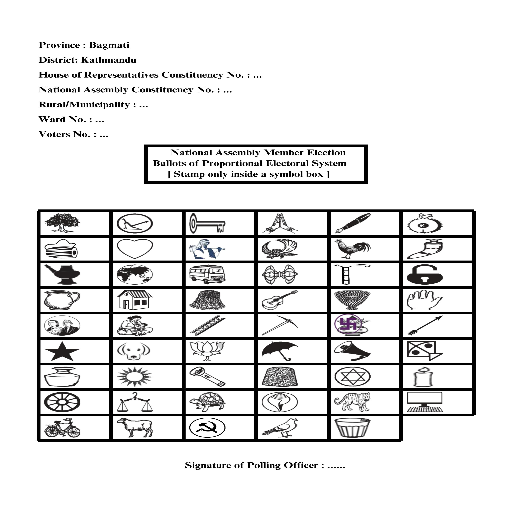 Province : Bagmati
District: Kathmandu
House of Representatives Constituency No. : ...
National Assembly Constituency No. : ...
Rural/Municipality : ...
Ward No. : ...
Voters No. : ...
National Assembly Member Election
Ballots of Proportional Electoral System
[ Stamp only inside a symbol box ]
Signature of Polling Officer : ......